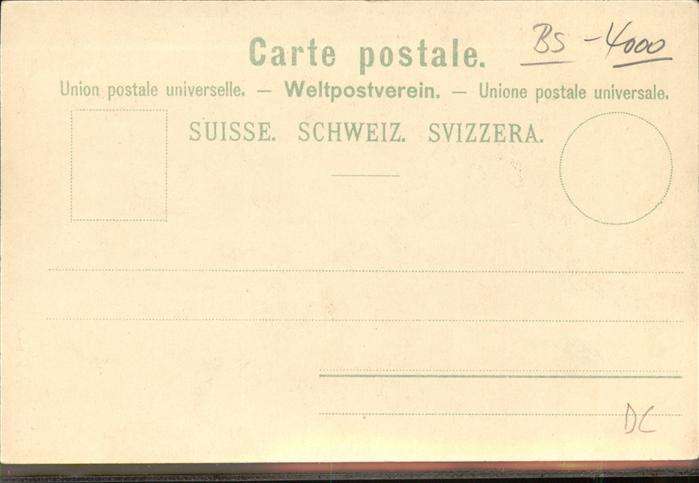 BS - 4000
Carte postale.
Union postale universelle. — Weltpostverein. — Unione postale universale.
SUISSE. SCHWEIZ. SVIZZERA.
DC